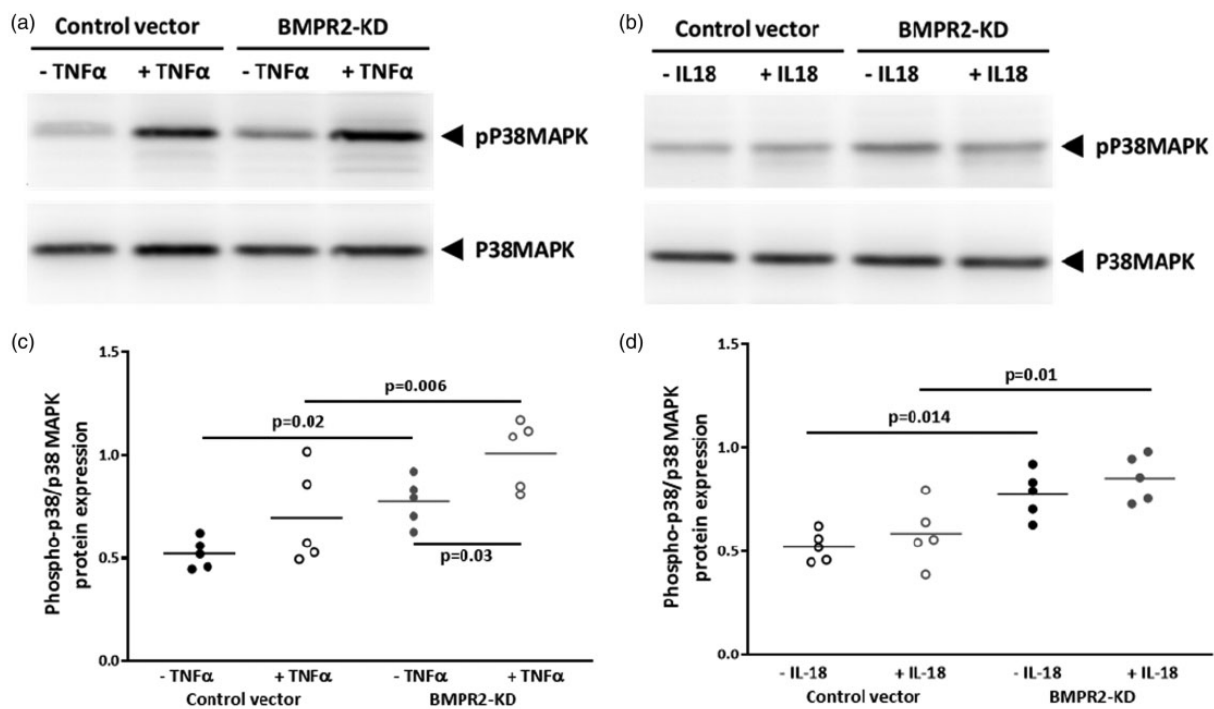 (a)
Control vector BMPR2-KD
- TNFα + TNFα - TNFα + TNFα
pP38MAPK
P38MAPK
(b)
Control vector BMPR2-KD
- IL18 + IL18 - IL18 + IL18
pP38MAPK
P38MAPK
(c)
Phospho-p38/p38 MAPK
protein expression
1.5
1.0
0.5
0.0
p=0.006
p=0.02
p=0.03
- TNFα + TNFα - TNFα + TNFα
Control vector BMPR2-KD
(d)
Phospho-p38/p38 MAPK
protein expression
1.5
1.0
0.5
0.0
p=0.01
p=0.014
- IL-18 + IL-18 - IL-18 + IL-18
Control vector BMPR2-KD